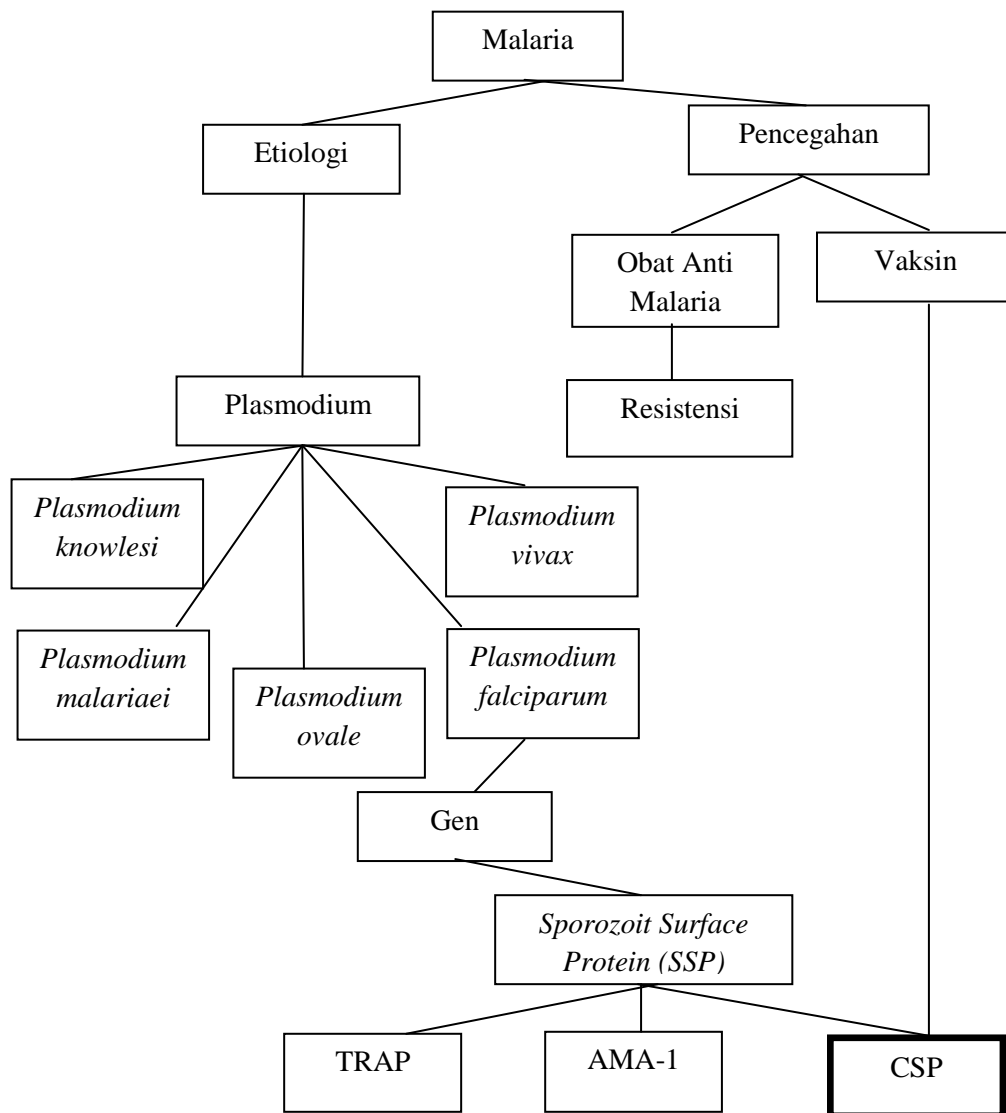 Malaria
Etiologi
Pencegahan
Obat Anti
Malaria
Vaksin
Plasmodium
Resistensi
Plasmodium
knowlesi
Plasmodium
vivax
Plasmodium
malariaei
Plasmodium
ovale
Plasmodium
falciparum
Gen
Sporozoit Surface
Protein (SSP)
TRAP
AMA-1
CSP